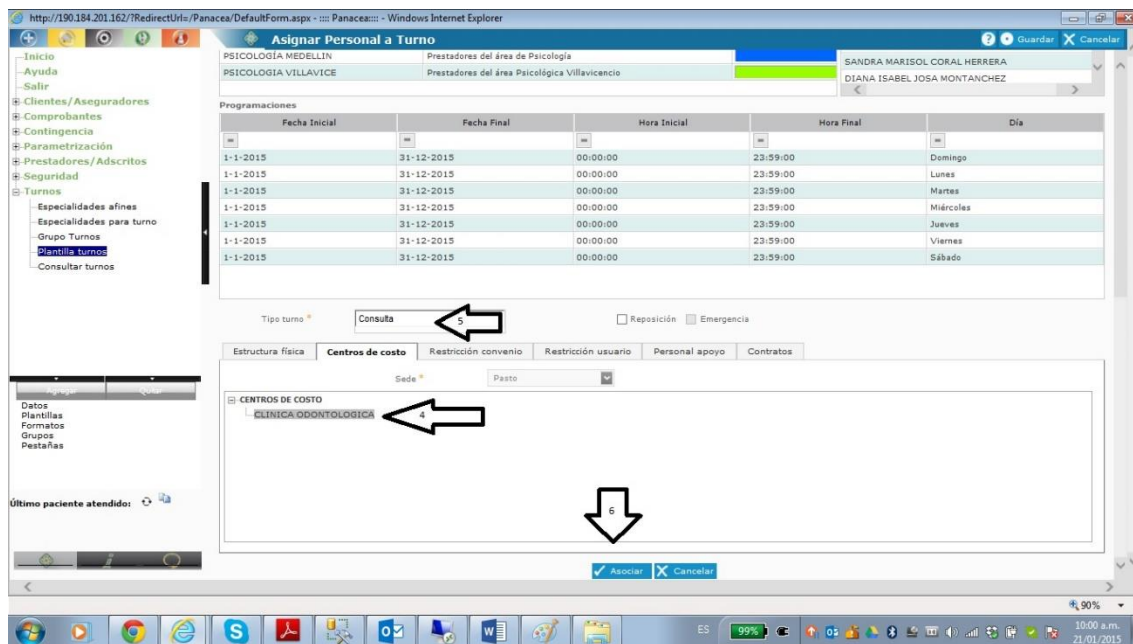 http://190.184.201.162/?RedirectUrl=/Panacea/DefaultForm.aspx - :::: Panacea:::: - Windows Internet Explorer
Asignar Personal a Turno
Guardar Cancelar
Inicio
Ayuda
Salir
Clientes/Aseguradores
Comprobantes
Contingencia
Parametrización
Prestadores/Adscritos
Seguridad
Turnos
Especialidades afines
Especialidades para turno
Grupo Turnos
Plantilla turnos
Consultar turnos
Agregar Quitar
Datos
Plantillas
Formatos
Grupos
Pestañas
Último paciente atendido:
PSICOLOGÍA MEDELLIN Prestadores del área de Psicología
PSICOLOGIA VILLAVICE Prestadores del área Psicológica Villavicencio
SANDRA MARISOL CORAL HERRERA
DIANA ISABEL JOSA MONTANCHEZ
Programaciones
Fecha Inicial Fecha Final Hora Inicial Hora Final Día
= = = = =
1-1-2015 31-12-2015 00:00:00 23:59:00 Domingo
1-1-2015 31-12-2015 00:00:00 23:59:00 Lunes
1-1-2015 31-12-2015 00:00:00 23:59:00 Martes
1-1-2015 31-12-2015 00:00:00 23:59:00 Miércoles
1-1-2015 31-12-2015 00:00:00 23:59:00 Jueves
1-1-2015 31-12-2015 00:00:00 23:59:00 Viernes
1-1-2015 31-12-2015 00:00:00 23:59:00 Sábado
Tipo turno * Consulta 5 Reposición Emergencia
Estructura física Centros de costo Restricción convenio Restricción usuario Personal apoyo Contratos
Sede * Pasto
CENTROS DE COSTO
CLINICA ODONTOLOGICA 4
6
Asociar Cancelar
90%
ES 99% 10:00 a.m.
21/01/2015